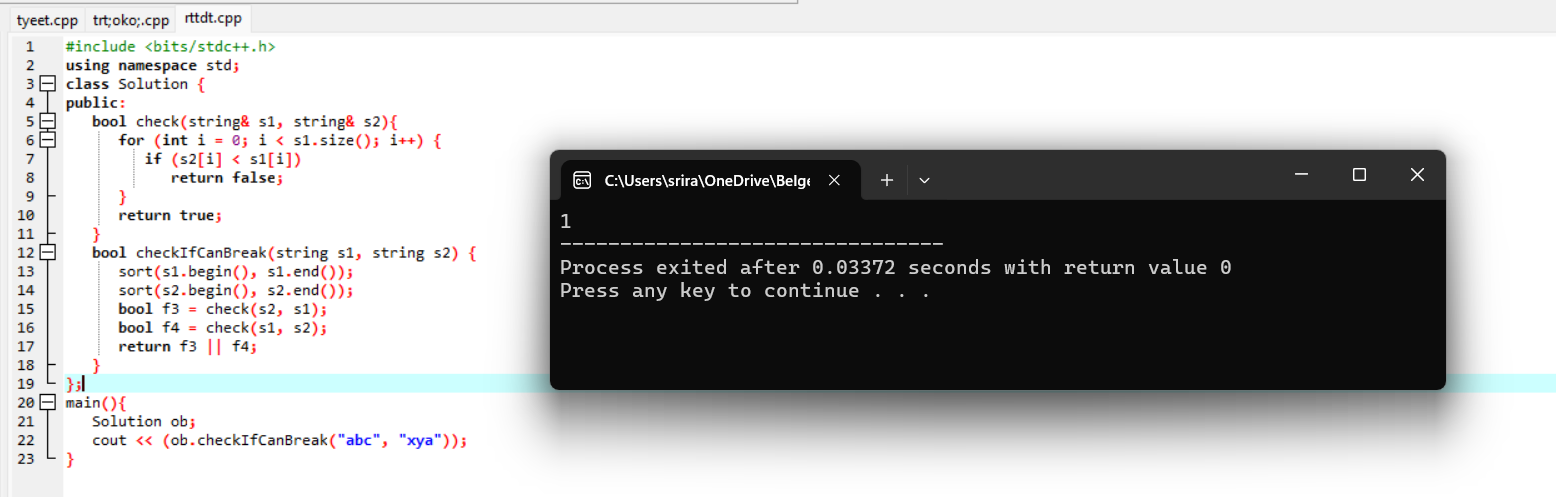 tyeet.cpp trt;oko;.cpp rttdt.cpp
1 #include <bits/stdc++.h>
2 using namespace std;
3 class Solution {
4 public:
5 bool check(string& s1, string& s2){
6 for (int i = 0; i < s1.size(); i++) {
7 if (s2[i] < s1[i])
8 return false;
9 }
10 return true;
11 }
12 bool checkIfCanBreak(string s1, string s2) {
13 sort(s1.begin(), s1.end());
14 sort(s2.begin(), s2.end());
15 bool f3 = check(s2, s1);
16 bool f4 = check(s1, s2);
17 return f3 || f4;
18 }
19 };
20 main(){
21 Solution ob;
22 cout << (ob.checkIfCanBreak("abc", "xya"));
23 }
C:\Users\srira\OneDrive\Belge
1
--------------------------------
Process exited after 0.03372 seconds with return value 0
Press any key to continue . . .